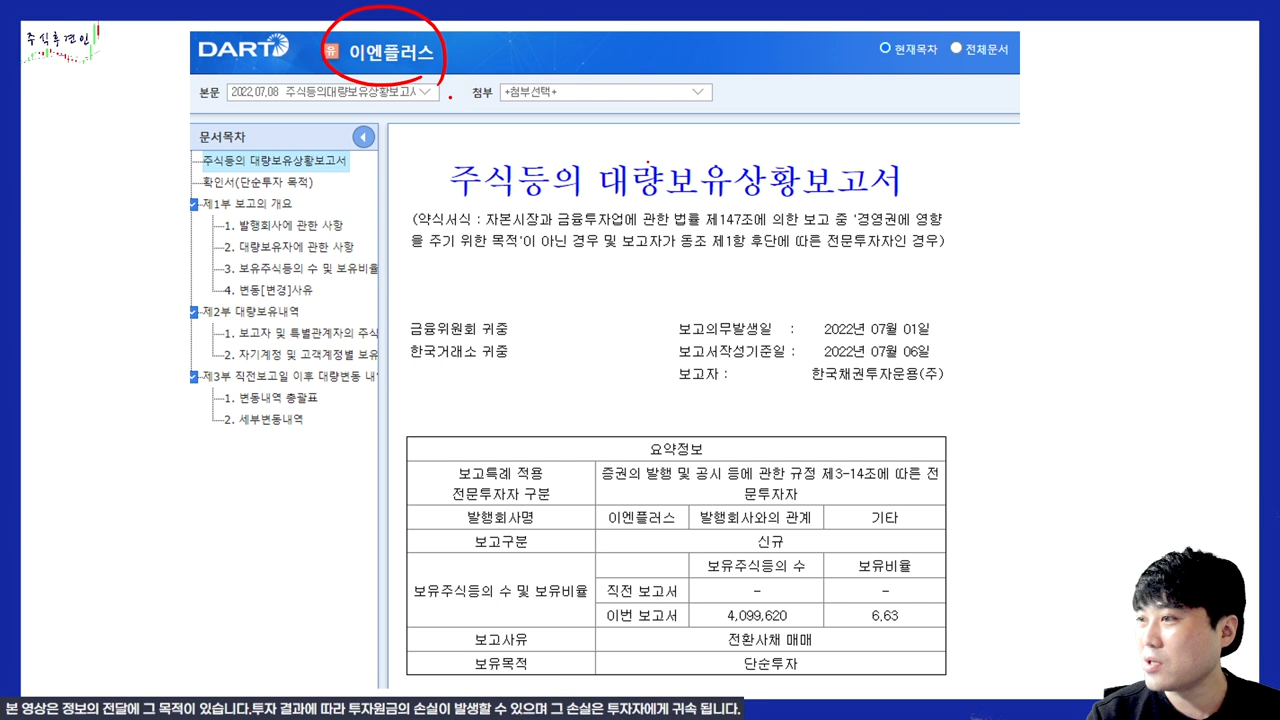 주식후견인
DART 유 이엔플러스
현재목차 전체문서
본문 2022.07.08 주식등의대량보유상황보고서 첨부 +첨부선택+
문서목차
주식등의 대량보유상황보고서
확인서(단순투자 목적)
제1부 보고의 개요
1. 발행회사에 관한 사항
2. 대량보유자에 관한 사항
3. 보유주식등의 수 및 보유비율
4. 변동[변경]사유
제2부 대량보유내역
1. 보고자 및 특별관계자의 주식
2. 자기계정 및 고객계정별 보유
제3부 직전보고일 이후 대량변동 내
1. 변동내역 총괄표
2. 세부변동내역
주식등의 대량보유상황보고서
(약식서식 : 자본시장과 금융투자업에 관한 법률 제147조에 의한 보고 중 '경영권에 영향
을 주기 위한 목적'이 아닌 경우 및 보고자가 동조 제1항 후단에 따른 전문투자자인 경우)
금융위원회 귀중 보고의무발생일 : 2022년 07월 01일
한국거래소 귀중 보고서작성기준일 : 2022년 07월 06일
보고자 : 한국채권투자운용(주)
요약정보
보고특례 적용 증권의 발행 및 공시 등에 관한 규정 제3-14조에 따른 전
전문투자자 구분 문투자자
발행회사명 이엔플러스 발행회사와의 관계 기타
보고구분 신규
보유주식등의 수 보유비율
보유주식등의 수 및 보유비율 직전 보고서 - -
이번 보고서 4,099,620 6.63
보고사유 전환사채 매매
보유목적 단순투자
본 영상은 정보의 전달에 그 목적이 있습니다.투자 결과에 따라 투자원금의 손실이 발생할 수 있으며 그 손실은 투자자에게 귀속 됩니다.